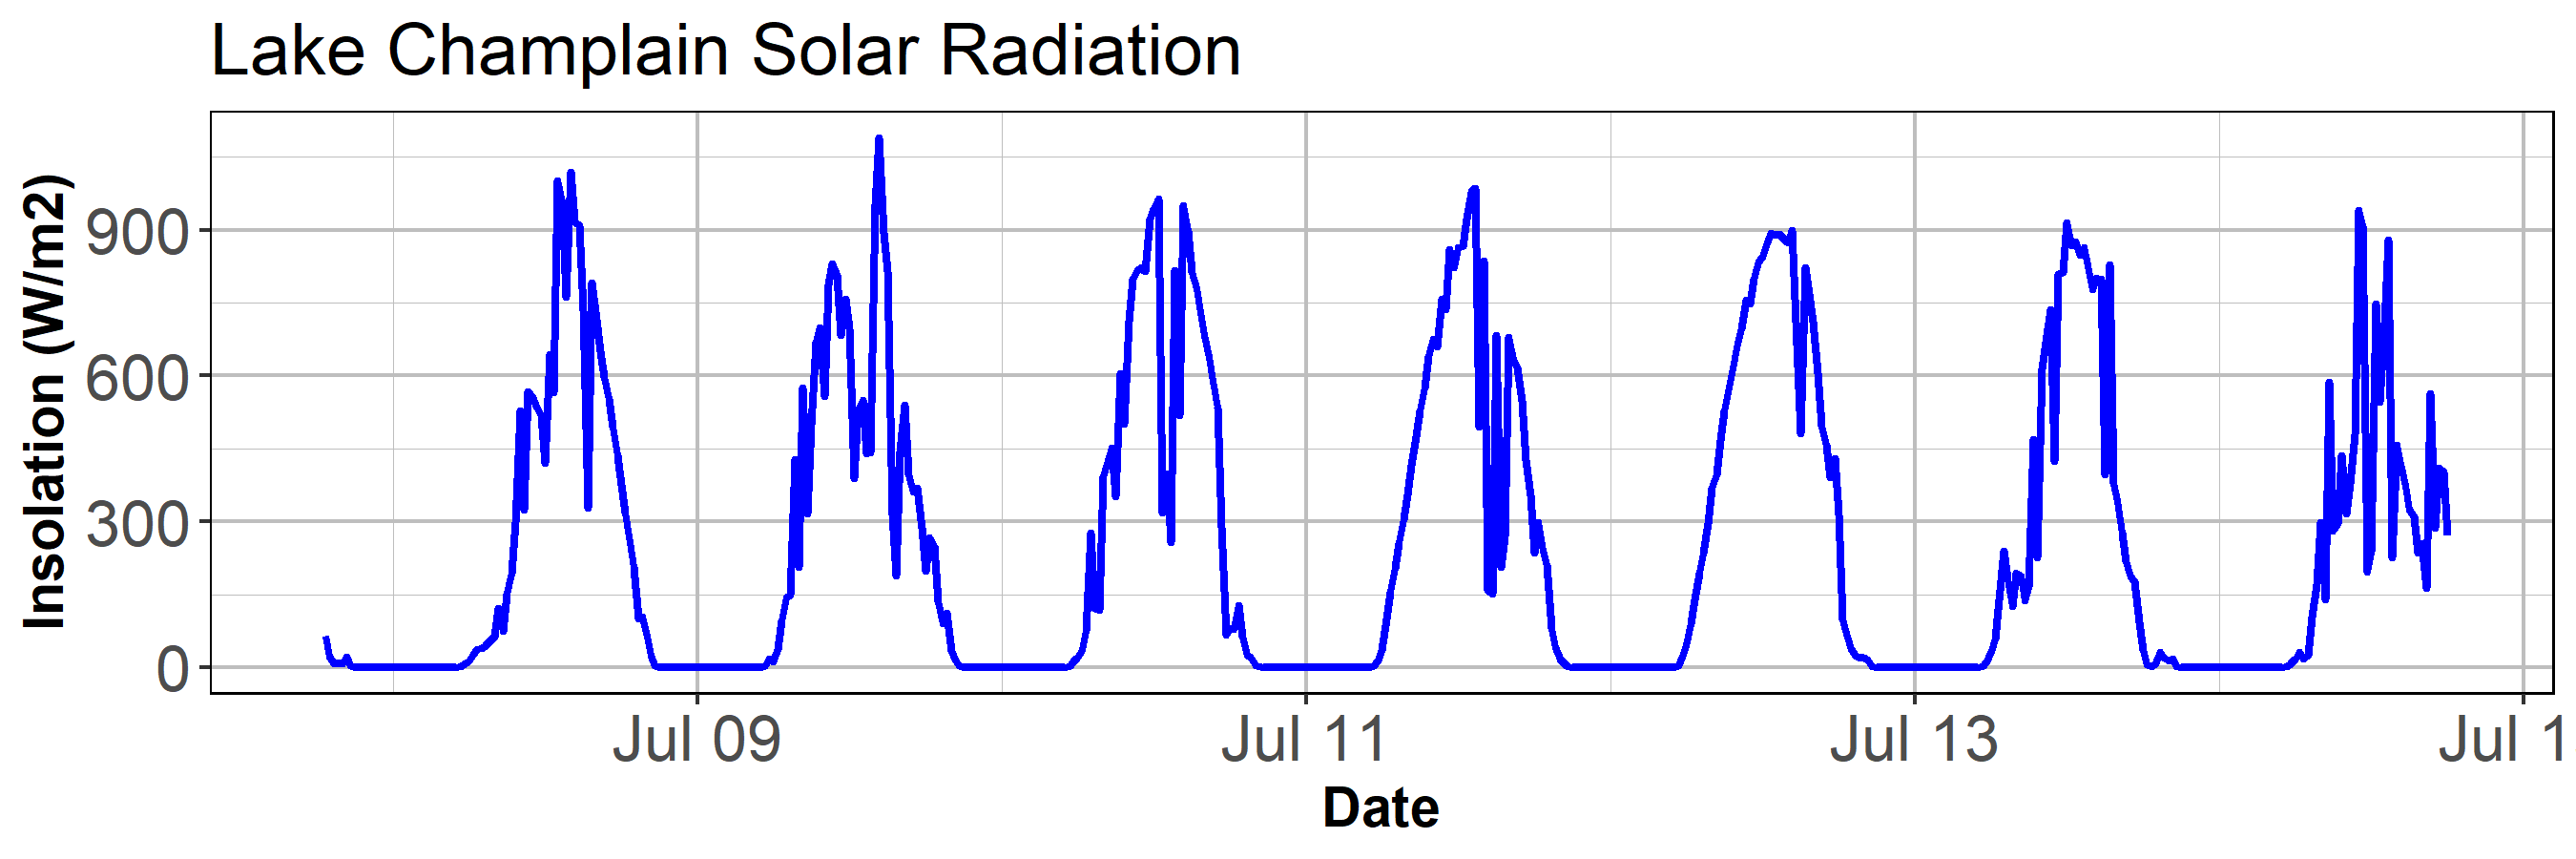 Lake Champlain Solar Radiation
Insolation (W/m2)
900
600
300
0
Jul 09 Jul 11 Jul 13 Jul 1
Date